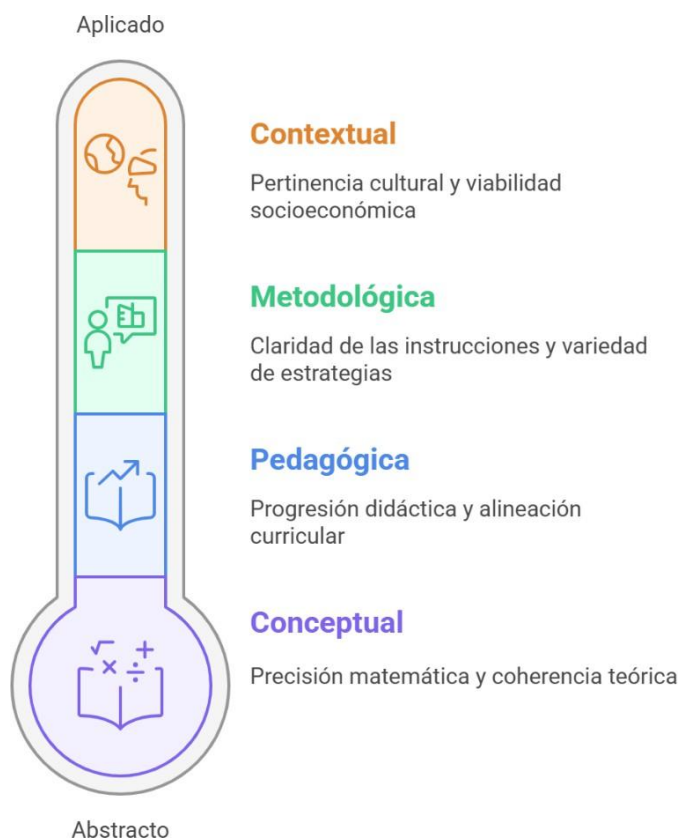 Aplicado
Contextual
Pertinencia cultural y viabilidad
socioeconómica
Metodológica
Claridad de las instrucciones y variedad
de estrategias
Pedagógica
Progresión didáctica y alineación
curricular
Conceptual
Precisión matemática y coherencia teórica
Abstracto